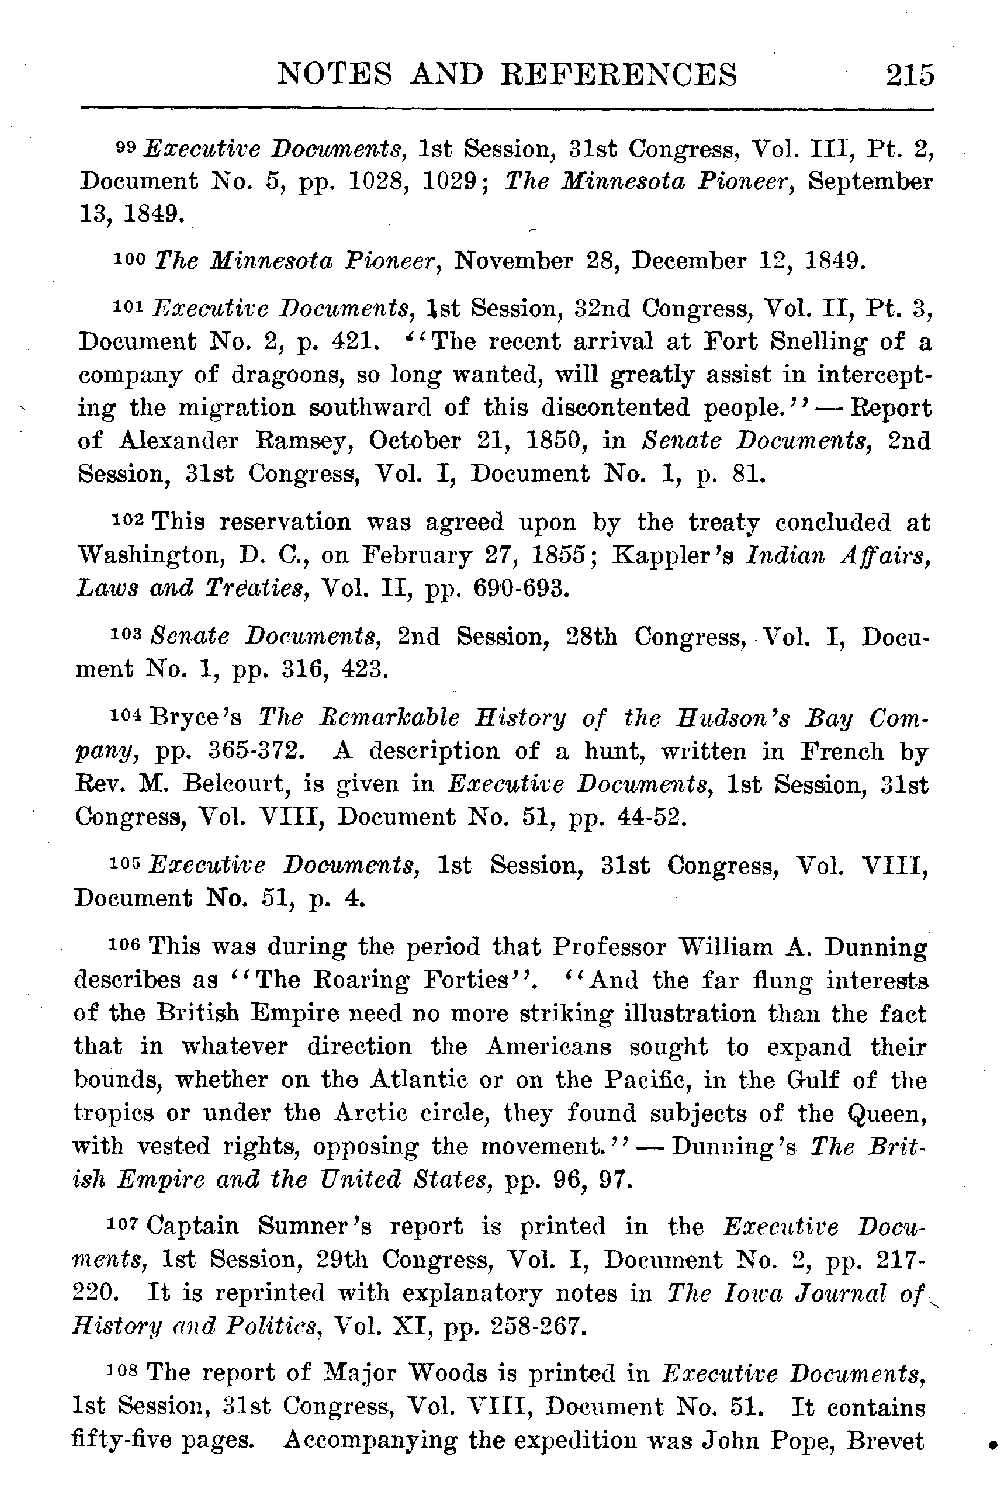 NOTES AND REFERENCES 215
99 Executive Documents, 1st Session, 31st Congress, Vol. III, Pt. 2,
Document No. 5, pp. 1028, 1029; The Minnesota Pioneer, September
13, 1849.
100 The Minnesota Pioneer, November 28, December 12, 1849.
101 Executive Documents, 1st Session, 32nd Congress, Vol. II, Pt. 3,
Document No. 2, p. 421. "The recent arrival at Fort Snelling of a
company of dragoons, so long wanted, will greatly assist in intercept-
ing the migration southward of this discontented people." — Report
of Alexander Ramsey, October 21, 1850, in Senate Documents, 2nd
Session, 31st Congress, Vol. I, Document No. 1, p. 81.
102 This reservation was agreed upon by the treaty concluded at
Washington, D. C., on February 27, 1855; Kappler's Indian Affairs,
Laws and Treaties, Vol. II, pp. 690-693.
103 Senate Documents, 2nd Session, 28th Congress, Vol. I, Docu-
ment No. 1, pp. 316, 423.
104 Bryce's The Remarkable History of the Hudson's Bay Com-
pany, pp. 365-372. A description of a hunt, written in French by
Rev. M. Belcourt, is given in Executive Documents, 1st Session, 31st
Congress, Vol. VIII, Document No. 51, pp. 44-52.
105 Executive Documents, 1st Session, 31st Congress, Vol. VIII,
Document No. 51, p. 4.
106 This was during the period that Professor William A. Dunning
describes as "The Roaring Forties". "And the far flung interests
of the British Empire need no more striking illustration than the fact
that in whatever direction the Americans sought to expand their
bounds, whether on the Atlantic or on the Pacific, in the Gulf of the
tropics or under the Arctic circle, they found subjects of the Queen,
with vested rights, opposing the movement." — Dunning's The Brit-
ish Empire and the United States, pp. 96, 97.
107 Captain Sumner's report is printed in the Executive Docu-
ments, 1st Session, 29th Congress, Vol. I, Document No. 2, pp. 217-
220. It is reprinted with explanatory notes in The Iowa Journal of
History and Politics, Vol. XI, pp. 258-267.
108 The report of Major Woods is printed in Executive Documents,
1st Session, 31st Congress, Vol. VIII, Document No. 51. It contains
fifty-five pages. Accompanying the expedition was John Pope, Brevet